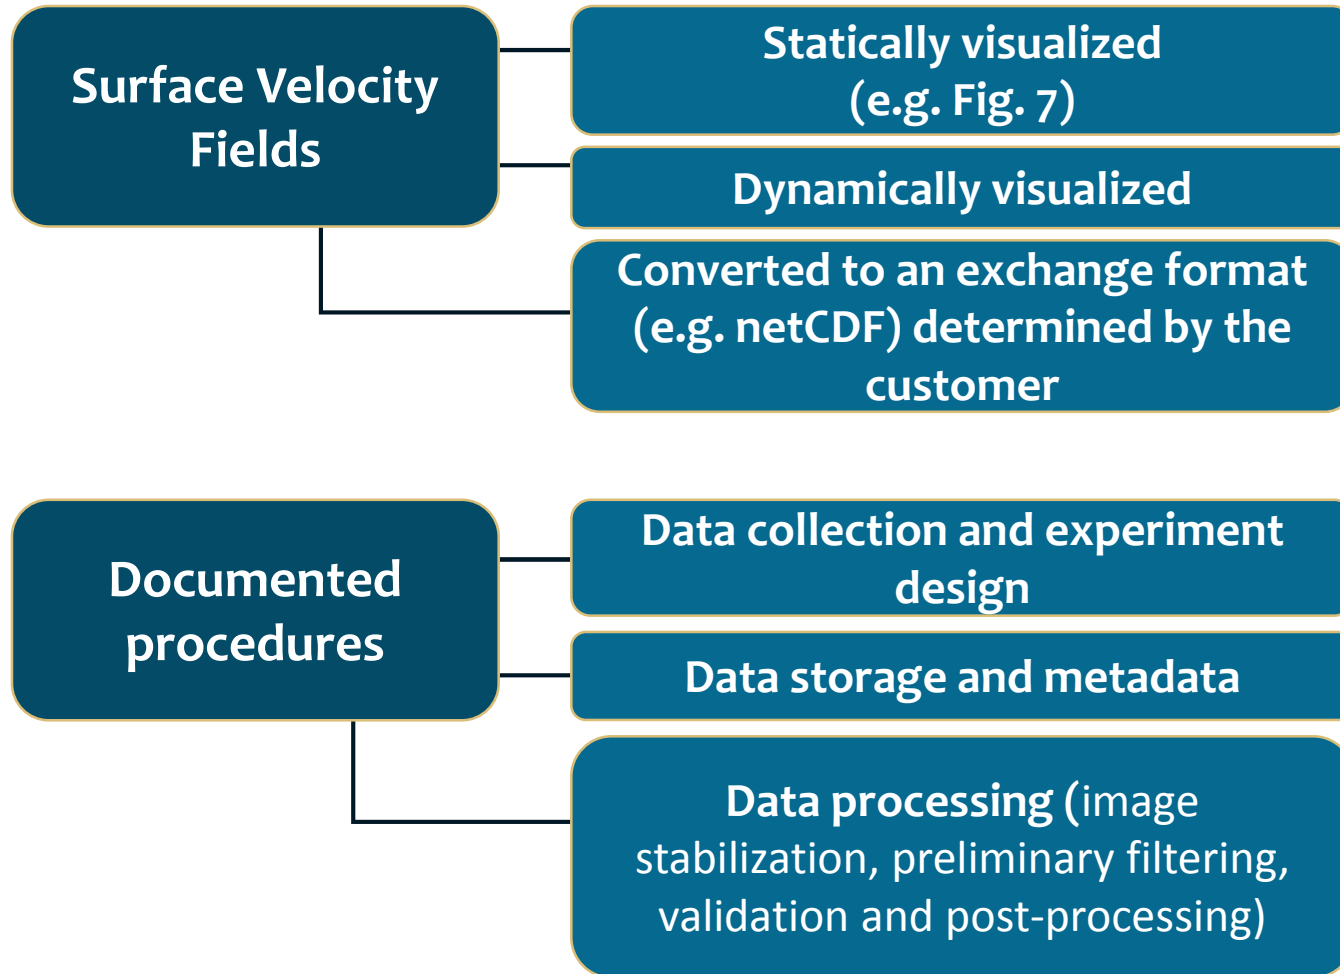 Surface Velocity
Fields
Statically visualized
(e.g. Fig. 7)
Dynamically visualized
Converted to an exchange format
(e.g. netCDF) determined by the
customer
Documented
procedures
Data collection and experiment
design
Data storage and metadata
Data processing (image
stabilization, preliminary filtering,
validation and post-processing)